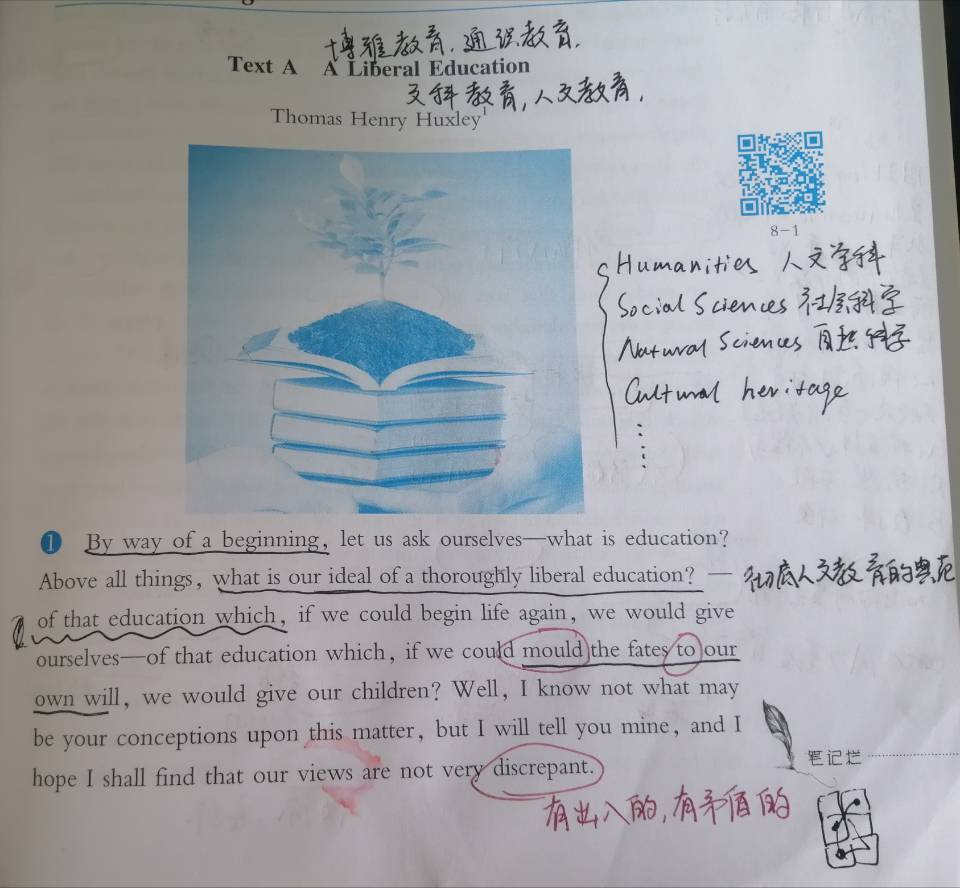 博雅教育.通识教育.
Text A A Liberal Education
文科教育,人文教育,
Thomas Henry Huxley1
8-1
Humanities 人文学科
Social Sciences 社会科学
Natural Sciences 自然科学
Cultural heritage
1 By way of a beginning, let us ask ourselves—what is education?
Above all things, what is our ideal of a thoroughly liberal education? — 彻底人文教育的典范
of that education which, if we could begin life again, we would give
ourselves—of that education which, if we could mould the fates to our
own will, we would give our children? Well, I know not what may
be your conceptions upon this matter, but I will tell you mine, and I
hope I shall find that our views are not very discrepant.
笔记栏
有出入的,有矛盾的